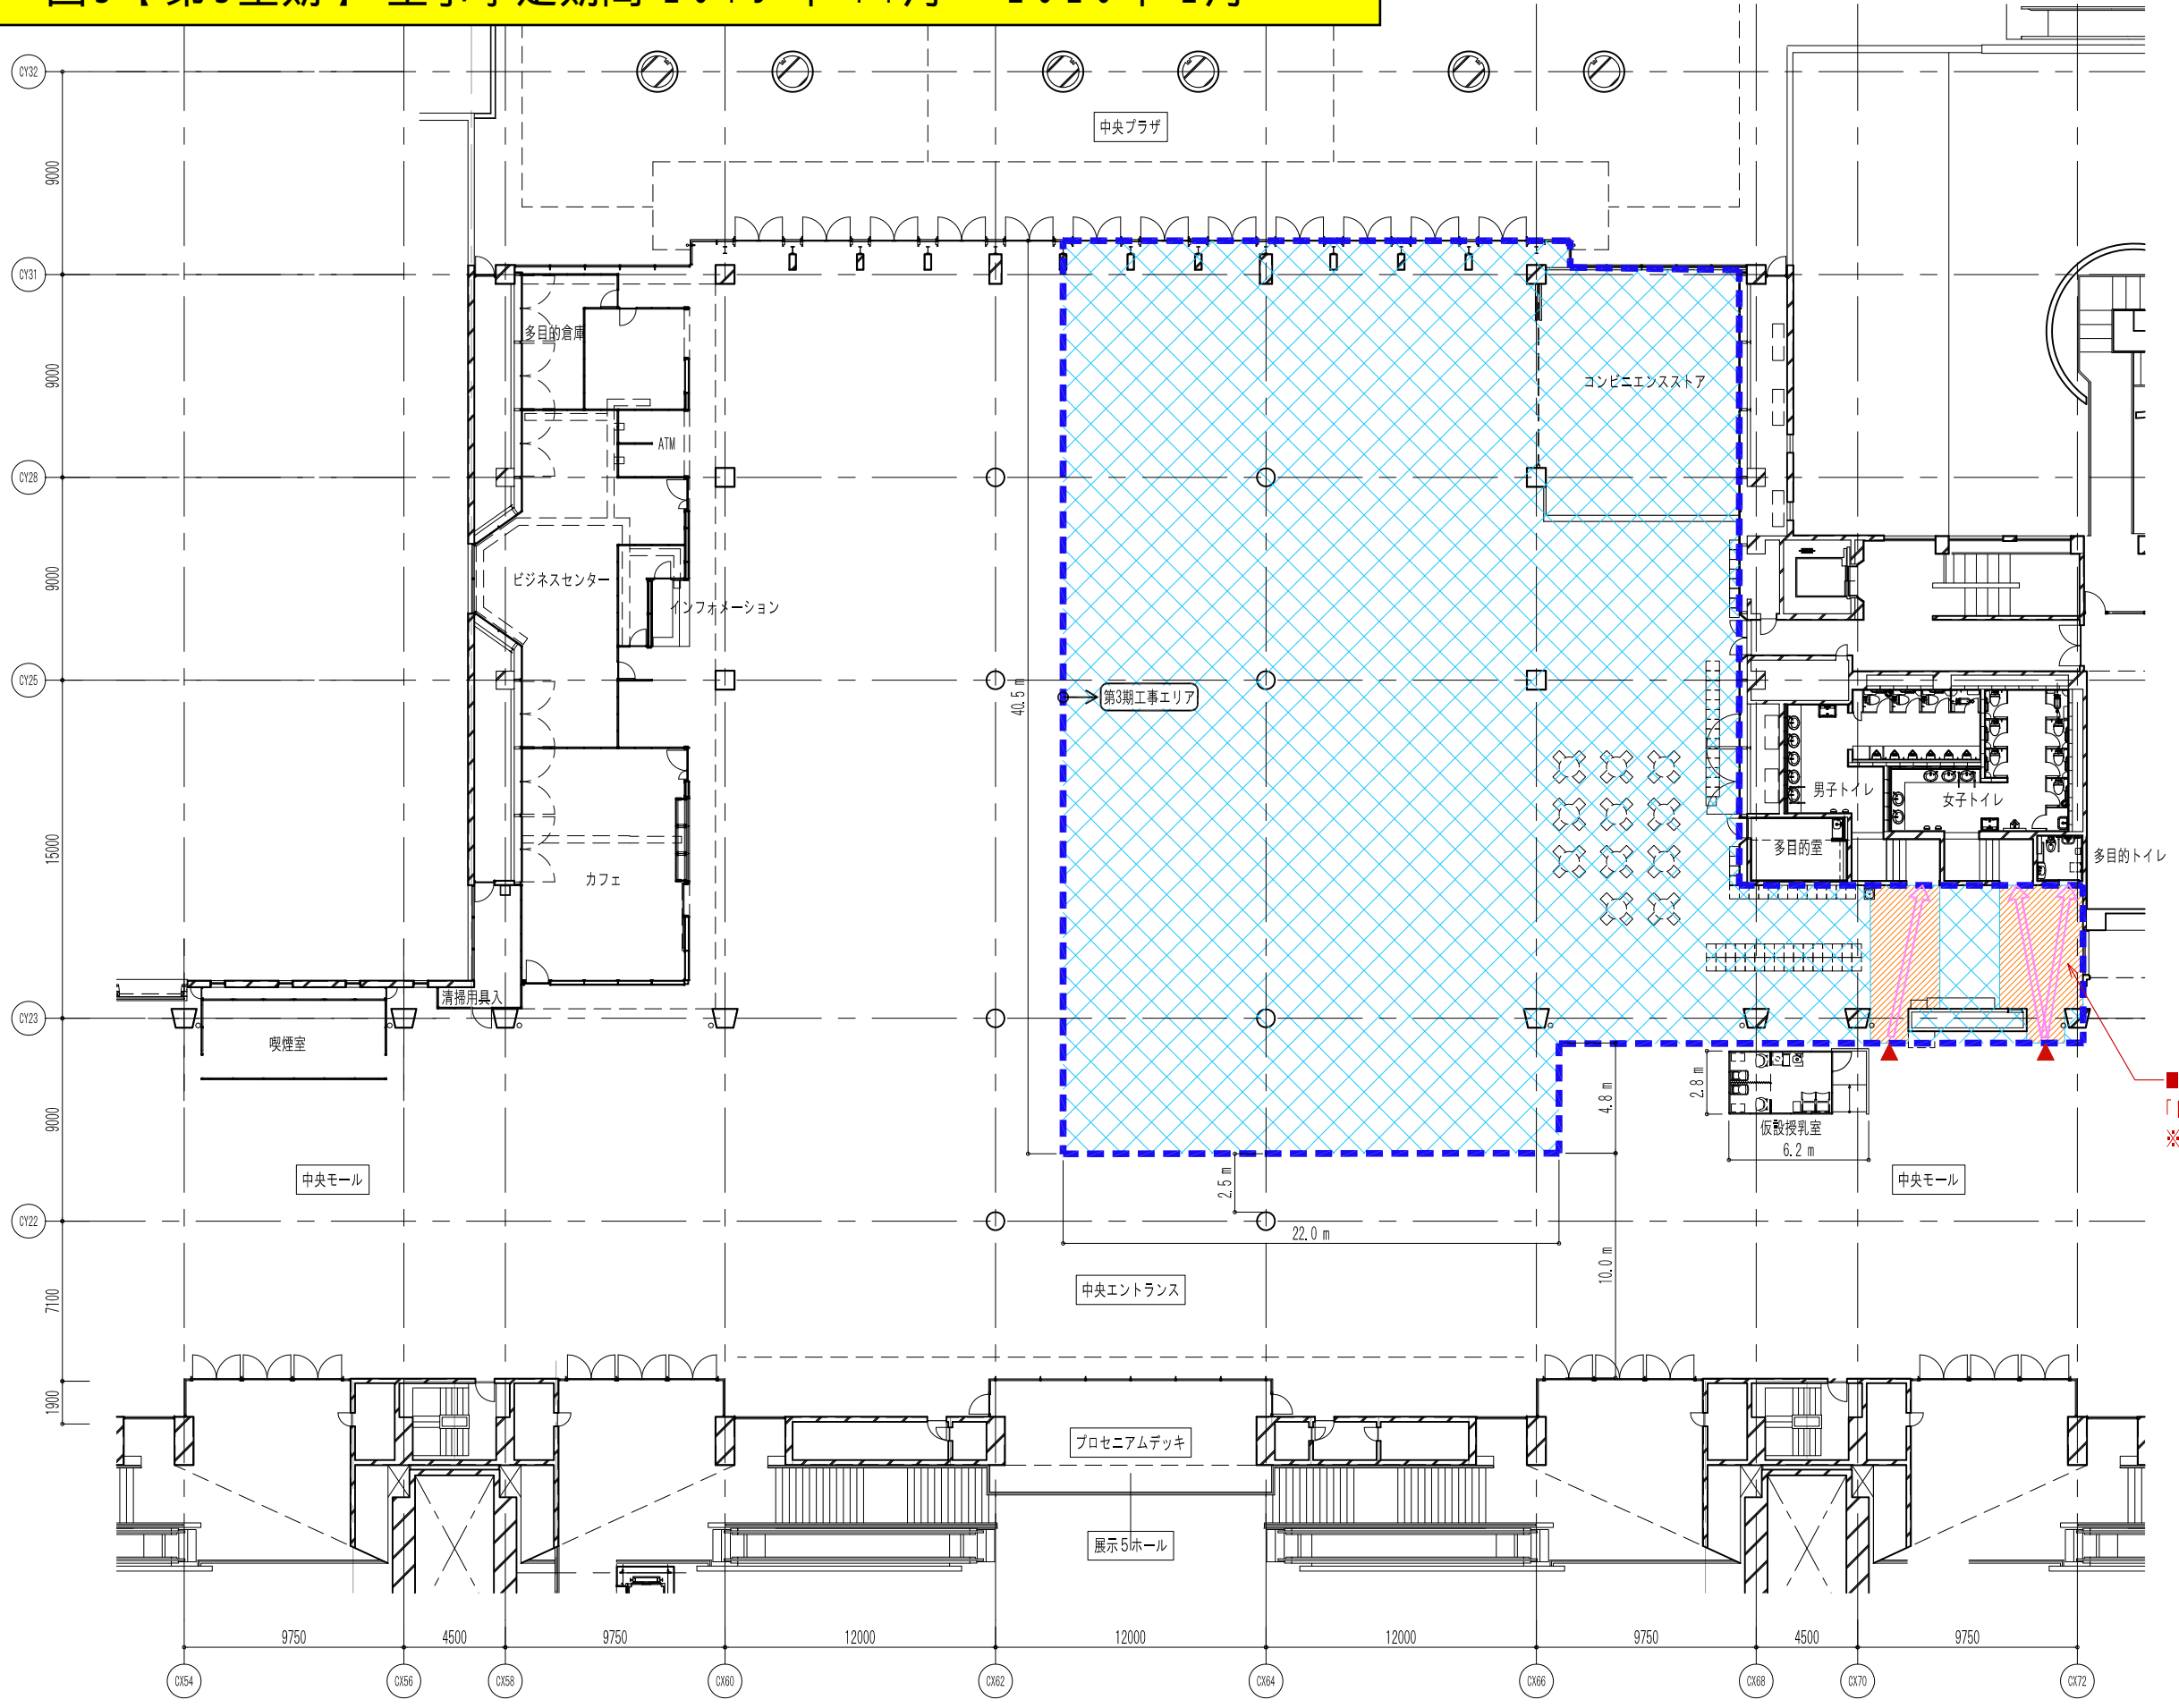 CY32
中央プラザ
9000
CY31
多目的倉庫
9000
コンビニエンスストア
ATM
CY28
9000
ビジネスセンター
インフォメーション
CY25
40.5 m
第3期工事エリア
男子トイレ
女子トイレ
15000
多目的室
多目的トイレ
カフェ
清掃用具入
CY23
喫煙室
2.8 m
4.8 m
仮設授乳室
6.2 m
9000
中央モール
2.5 m
中央モール
CY22
22.0 m
10.0 m
中央エントランス
7100
1900
プロセニアムデッキ
展示5ホール
9750
4500
9750
12000
12000
12000
9750
4500
9750
CX54
CX56
CX58
CX60
CX62
CX64
CX66
CX68
CX70
CX72